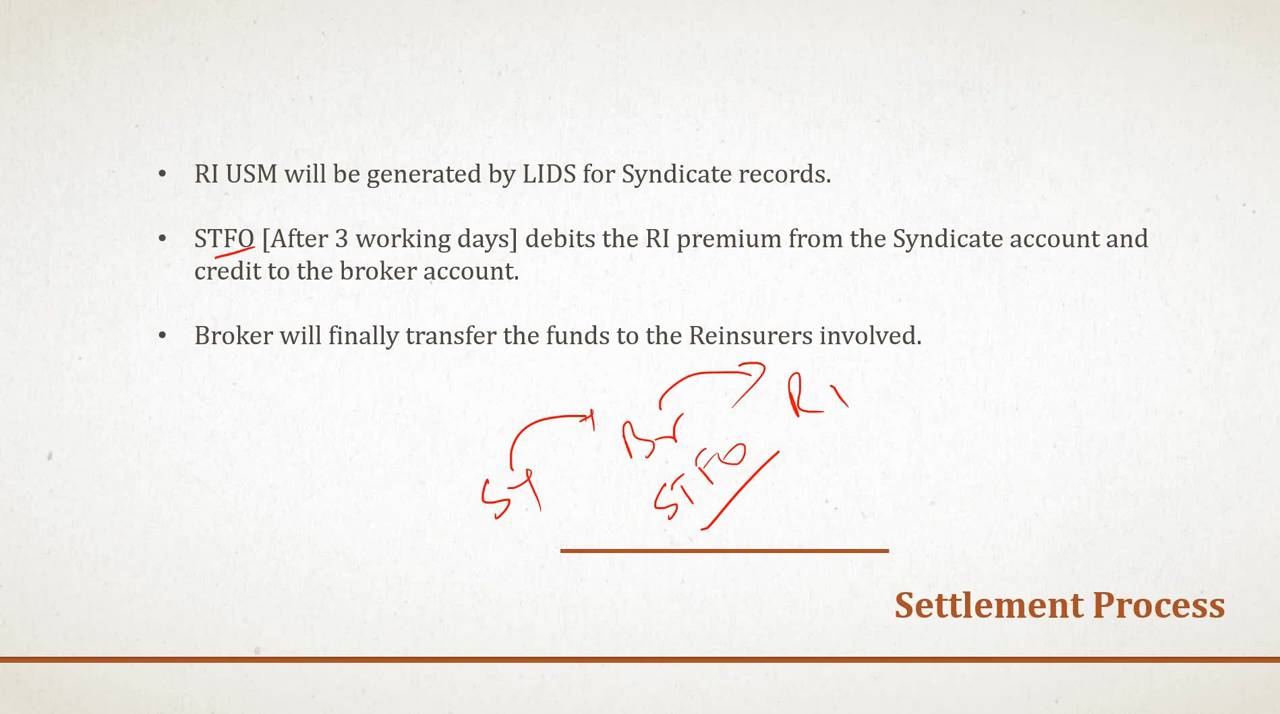 • RI USM will be generated by LIDS for Syndicate records.
• STFO [After 3 working days] debits the RI premium from the Syndicate account and
credit to the broker account.
• Broker will finally transfer the funds to the Reinsurers involved.
RI
Br
STFO
Sy
Settlement Process